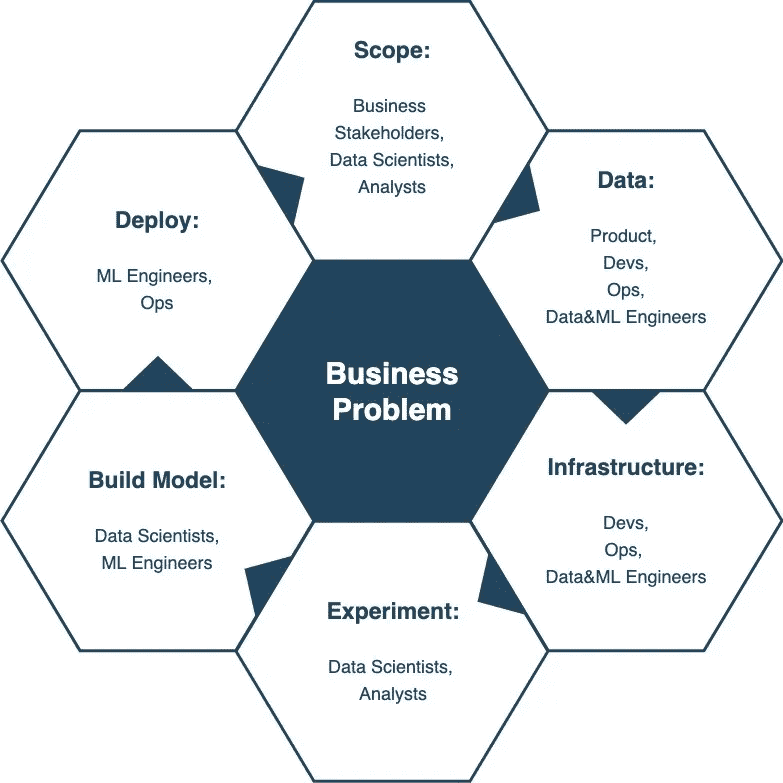 Scope:
Business
Stakeholders,
Data Scientists,
Analysts
Data:
Product,
Devs,
Ops,
Data&ML Engineers
Infrastructure:
Devs,
Ops,
Data&ML Engineers
Experiment:
Data Scientists,
Analysts
Build Model:
Data Scientists,
ML Engineers
Deploy:
ML Engineers,
Ops
Business
Problem